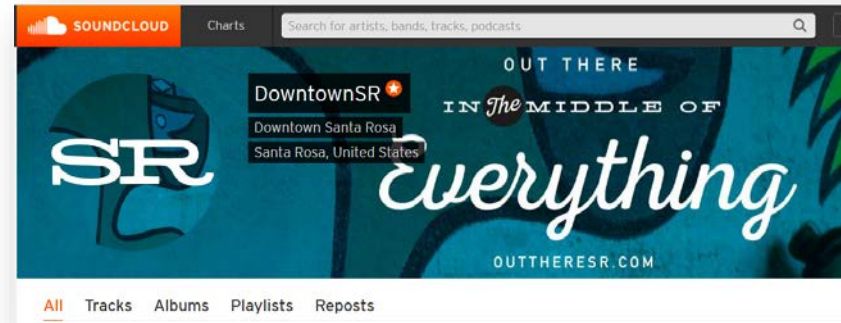 SOUNDCLOUD Charts Search for artists, bands, tracks, podcasts
OUT THERE
DowntownSR
IN The MIDDLE OF
Downtown Santa Rosa
Santa Rosa, United States
SR
Everything
OUTTHERESR.COM
All Tracks Albums Playlists Reposts